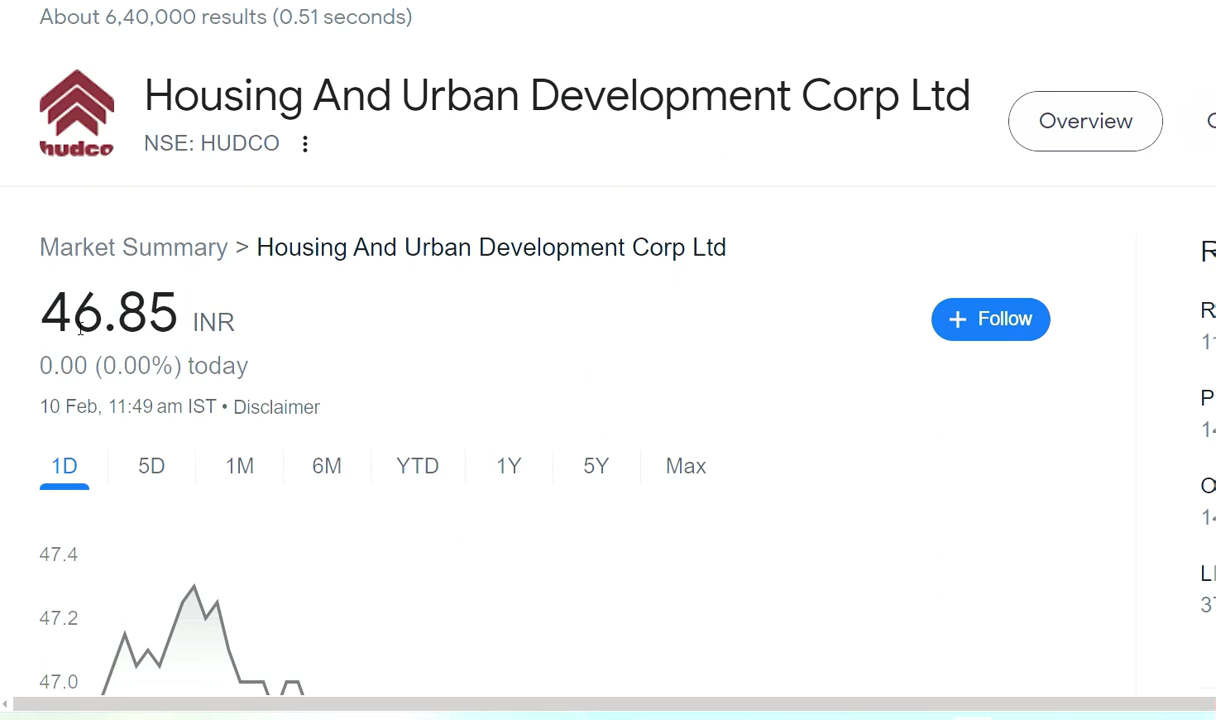 About 6,40,000 results (0.51 seconds)
hudco
Housing And Urban Development Corp Ltd
NSE: HUDCO
Overview
Market Summary > Housing And Urban Development Corp Ltd
46.85 INR
+ Follow
0.00 (0.00%) today
10 Feb, 11:49 am IST • Disclaimer
1D 5D 1M 6M YTD 1Y 5Y Max
47.4
47.2
47.0